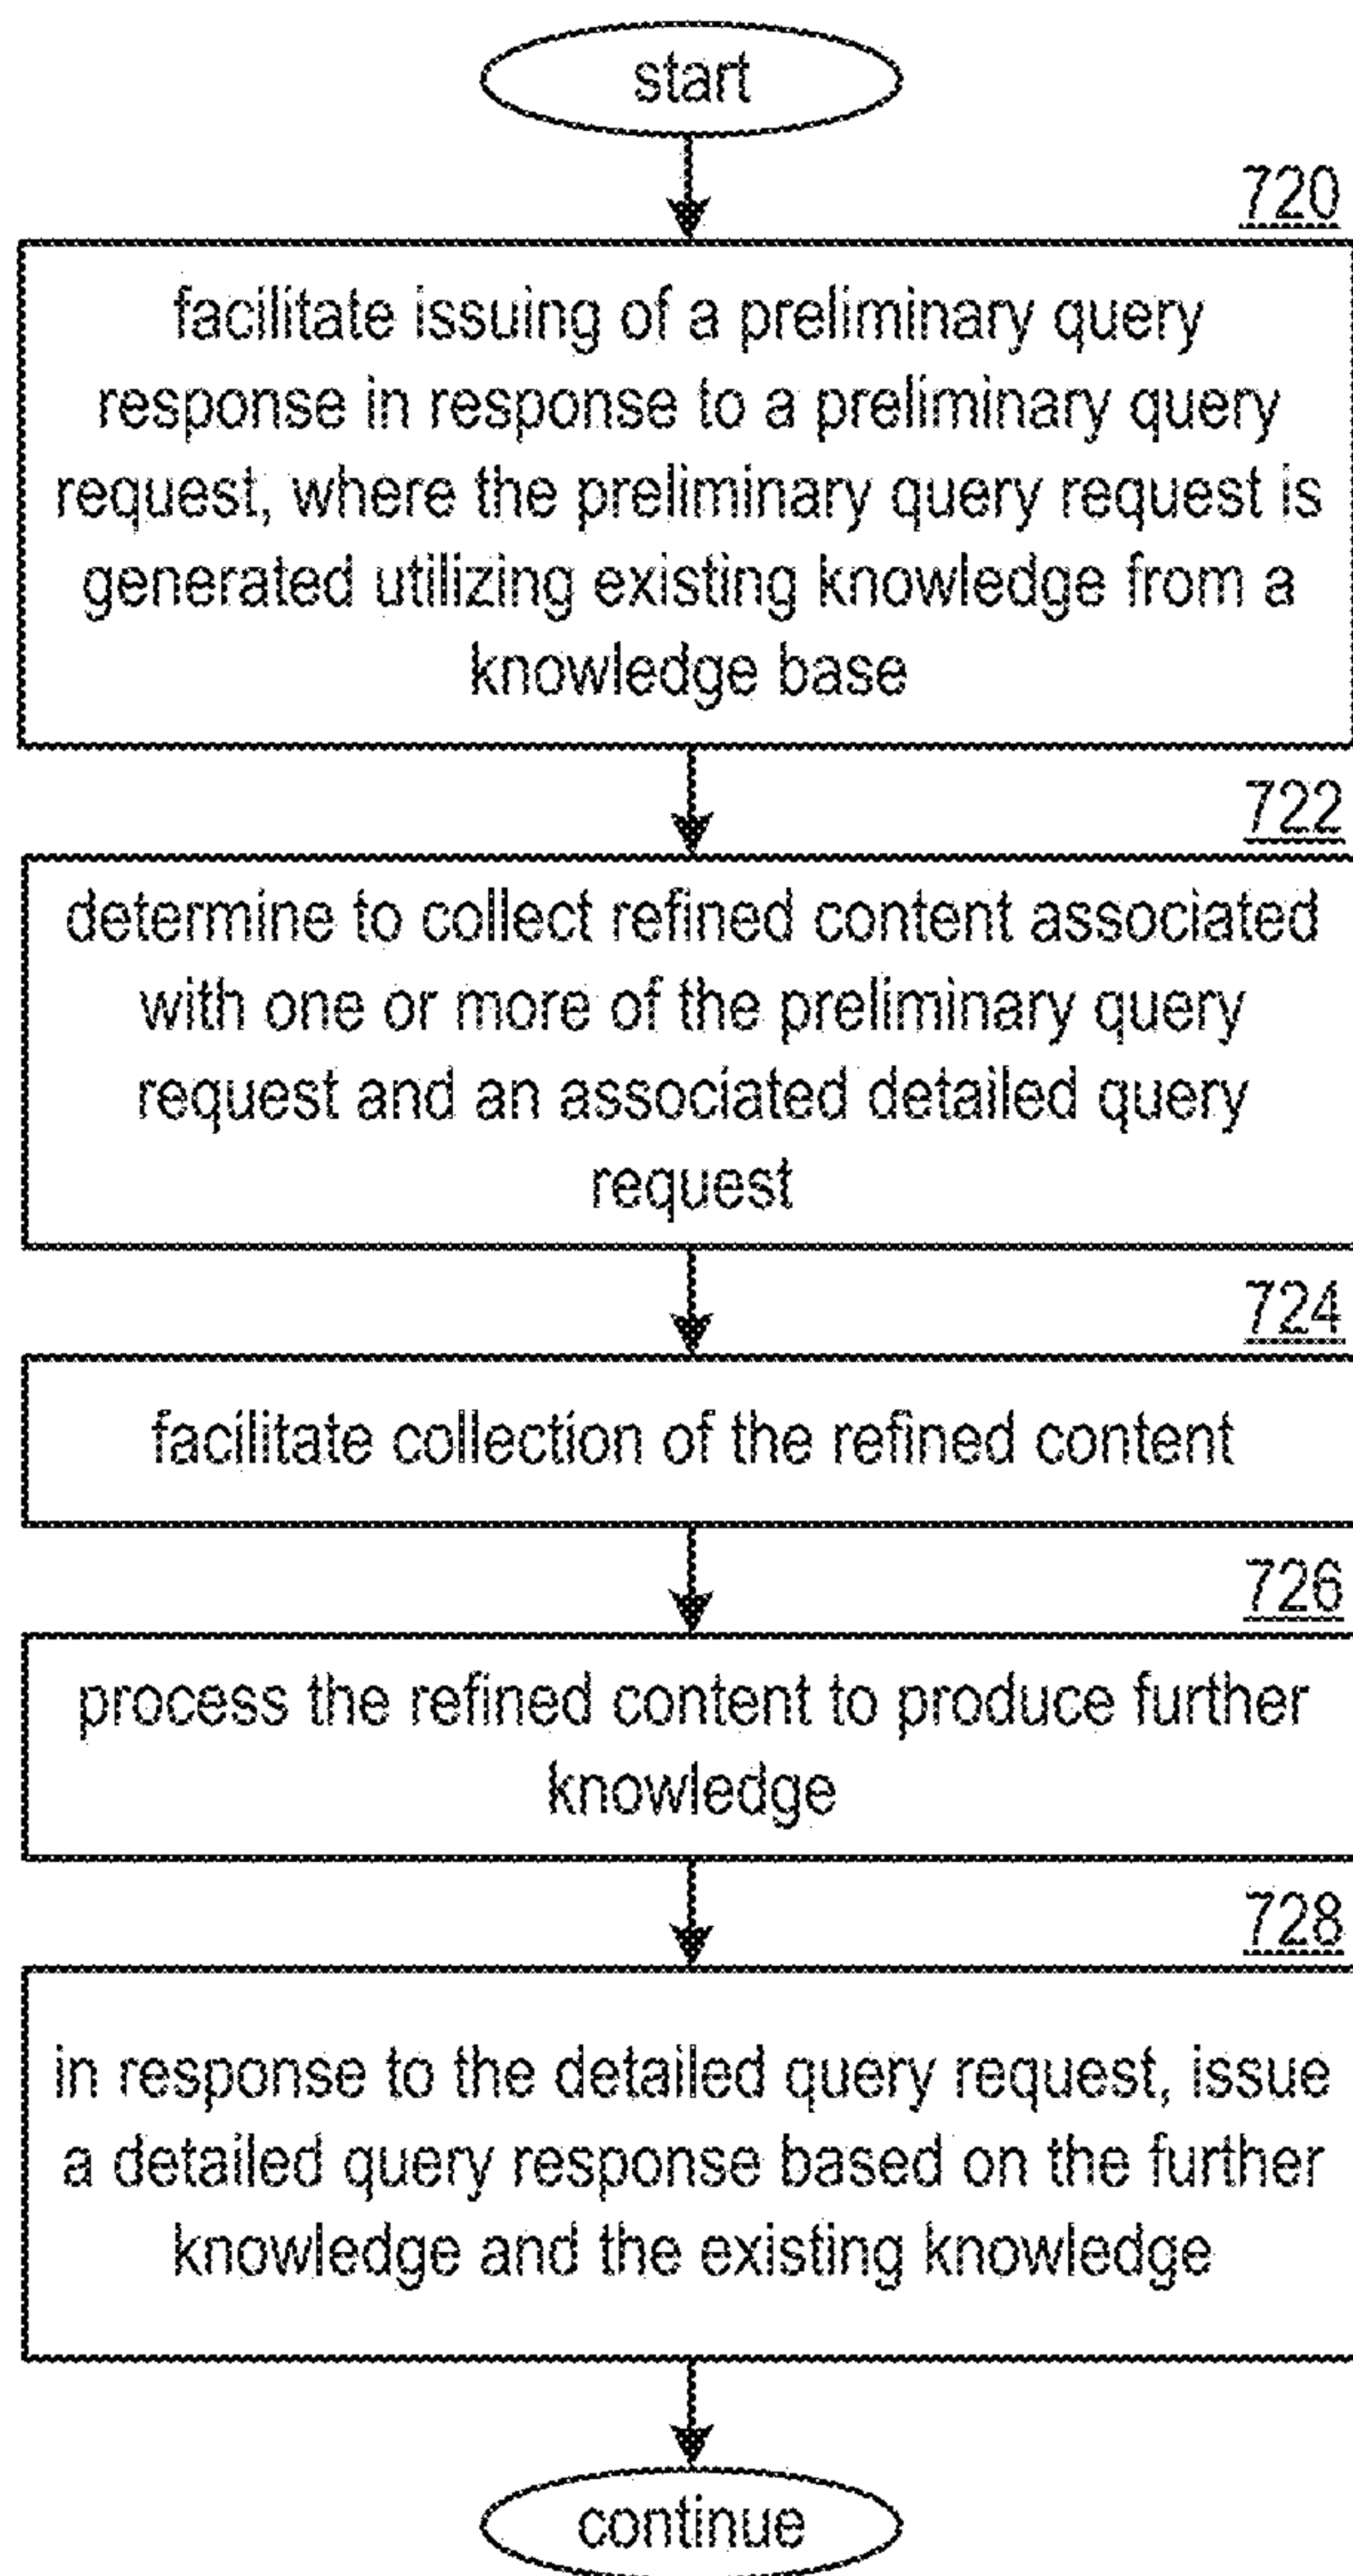 start
720
facilitate issuing of a preliminary query
response in response to a preliminary query
request, where the preliminary query request is
generated utilizing existing knowledge from a
knowledge base
722
determine to collect refined content associated
with one or more of the preliminary query
request and an associated detailed query
request
724
facilitate collection of the refined content
726
process the refined content to produce further
knowledge
728
in response to the detailed query request, issue
a detailed query response based on the further
knowledge and the existing knowledge
continue